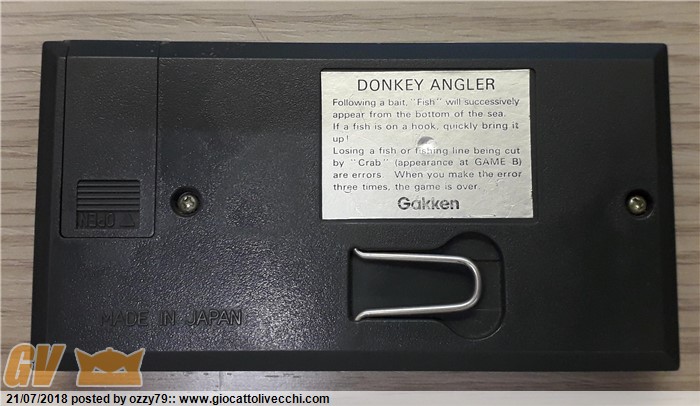 DONKEY ANGLER
Following a bait, "Fish" will successively
appear from the bottom of the sea.
If a fish is on a hook, quickly bring it
up!
Losing a fish or fishing line being cut
by "Crab" (appearance at GAME B)
are errors. When you make the error
three times, the game is over.
Gakken
MADE IN JAPAN
GV
21/07/2018 posted by ozzy79:: www.giocattolivecchi.com